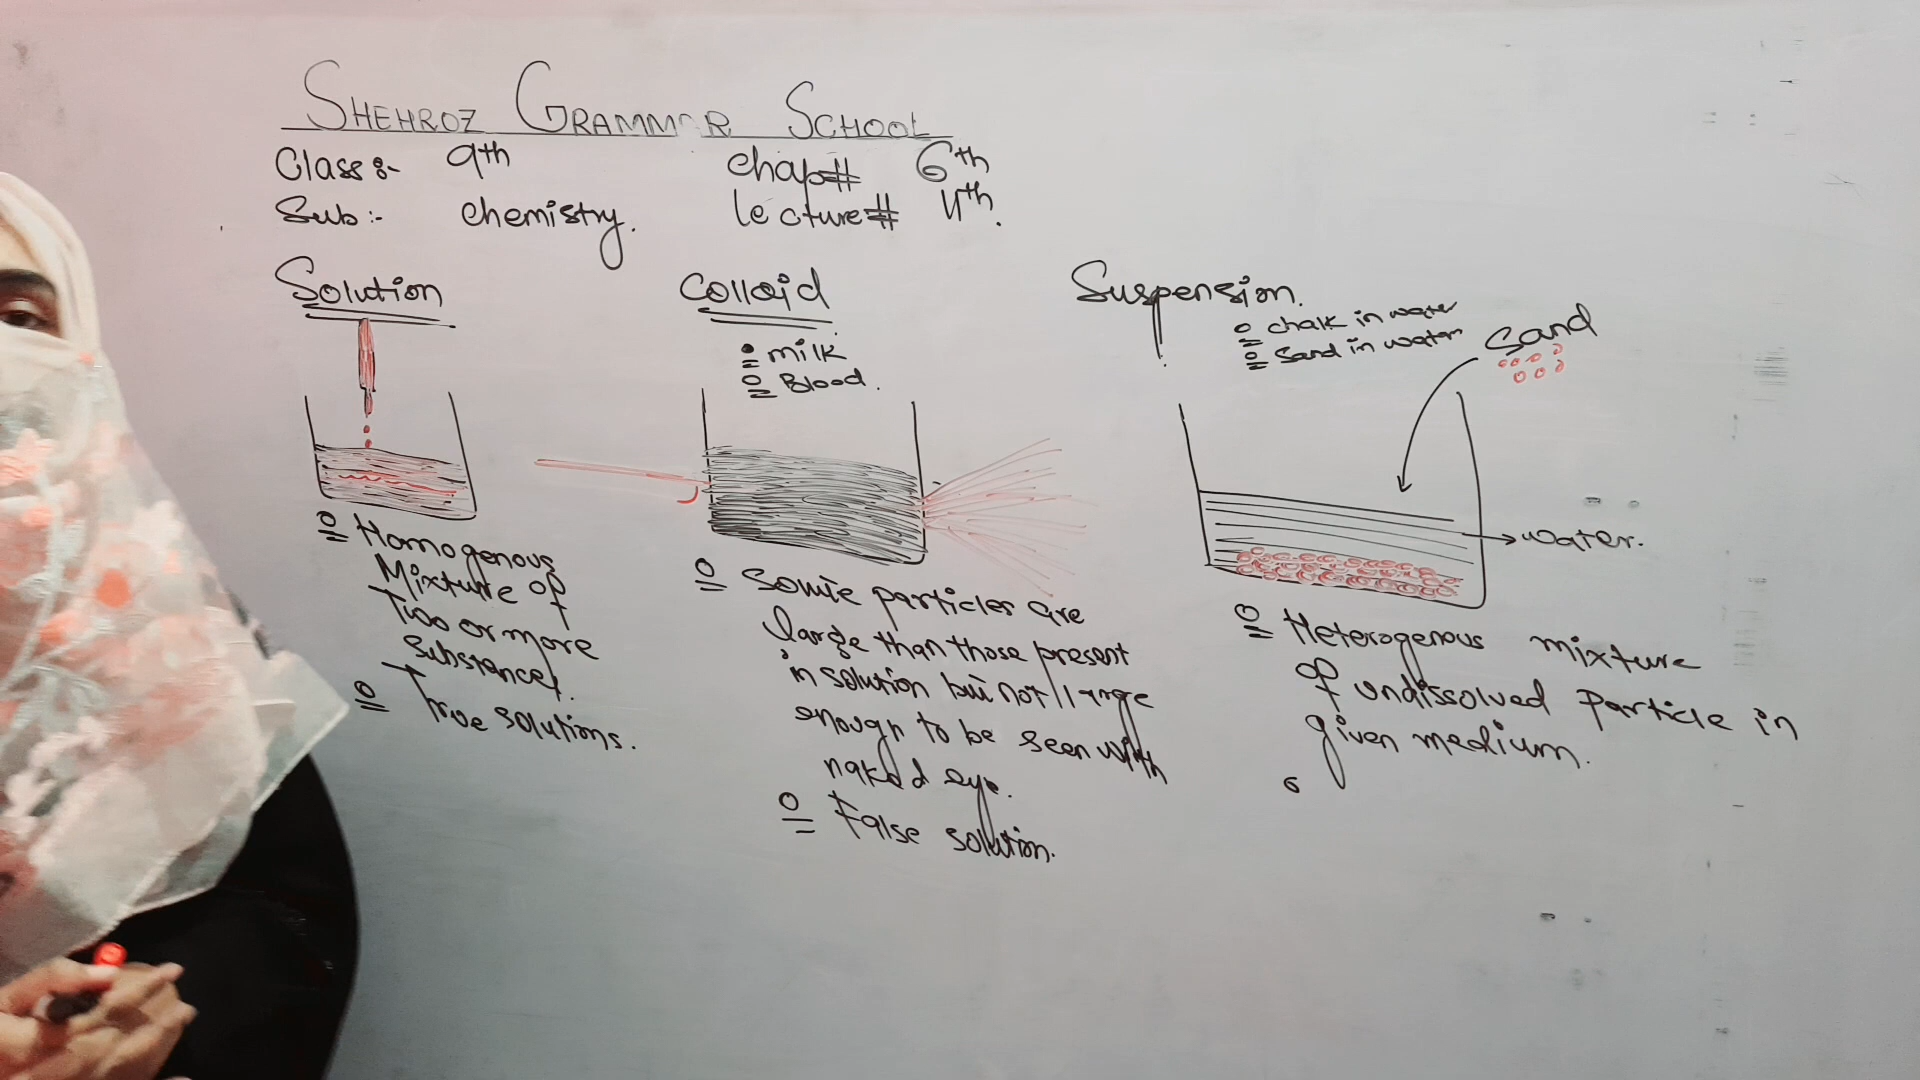 SHEHROZ GRAMMAR SCHOOL
Class:- 9th chap# 6th
Sub:- chemistry. lecture# 4th.
Solution
Homogenous
Mixture of
Two or more
Substances.
True solutions.
Colloid
milk
Blood.
Some particles are
large than those present
in solution but not large
enough to be seen with
naked eye.
False solution.
Suspension.
chalk in water
Sand in water
Sand
water.
Heterogenous mixture
of undissolved particle in
given medium.